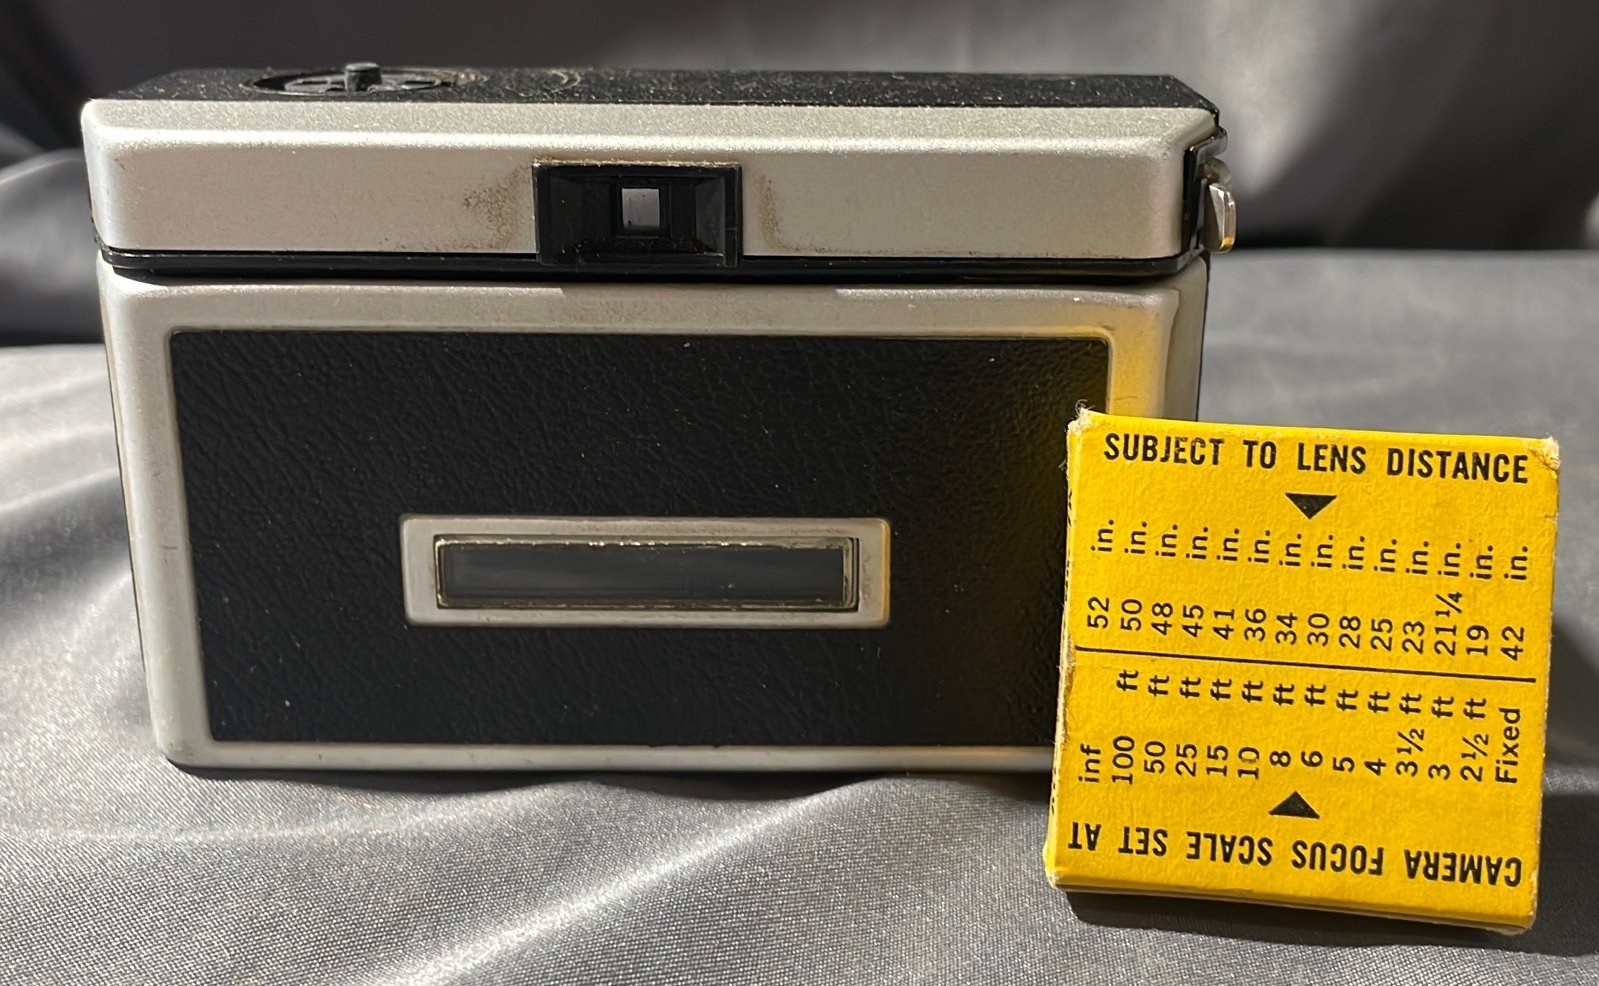 SUBJECT TO LENS DISTANCE
inf 52 in.
100 ft 50 in.
50 ft 48 in.
25 ft 45 in.
15 ft 41 in.
10 ft 36 in.
8 ft 34 in.
6 ft 30 in.
5 ft 28 in.
4 ft 25 in.
3½ ft 23 in.
3 ft 21¼ in.
2½ ft 19 in.
Fixed 42 in.
CAMERA FOCUS SCALE SET AT